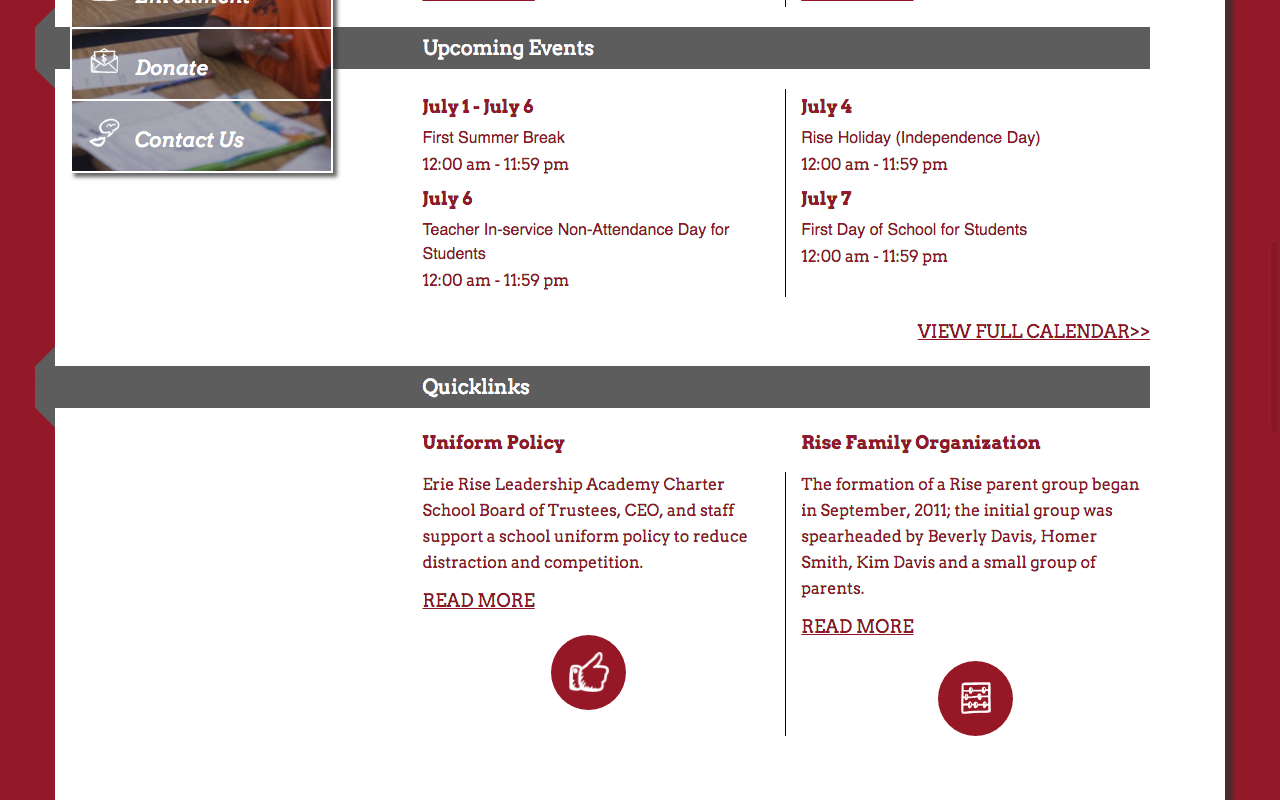 Enrollment
Donate
Contact Us
Upcoming Events
July 1 - July 6
First Summer Break
12:00 am - 11:59 pm
July 6
Teacher In-service Non-Attendance Day for
Students
12:00 am - 11:59 pm
July 4
Rise Holiday (Independence Day)
12:00 am - 11:59 pm
July 7
First Day of School for Students
12:00 am - 11:59 pm
VIEW FULL CALENDAR>>
Quicklinks
Uniform Policy
Erie Rise Leadership Academy Charter
School Board of Trustees, CEO, and staff
support a school uniform policy to reduce
distraction and competition.
READ MORE
Rise Family Organization
The formation of a Rise parent group began
in September, 2011; the initial group was
spearheaded by Beverly Davis, Homer
Smith, Kim Davis and a small group of
parents.
READ MORE